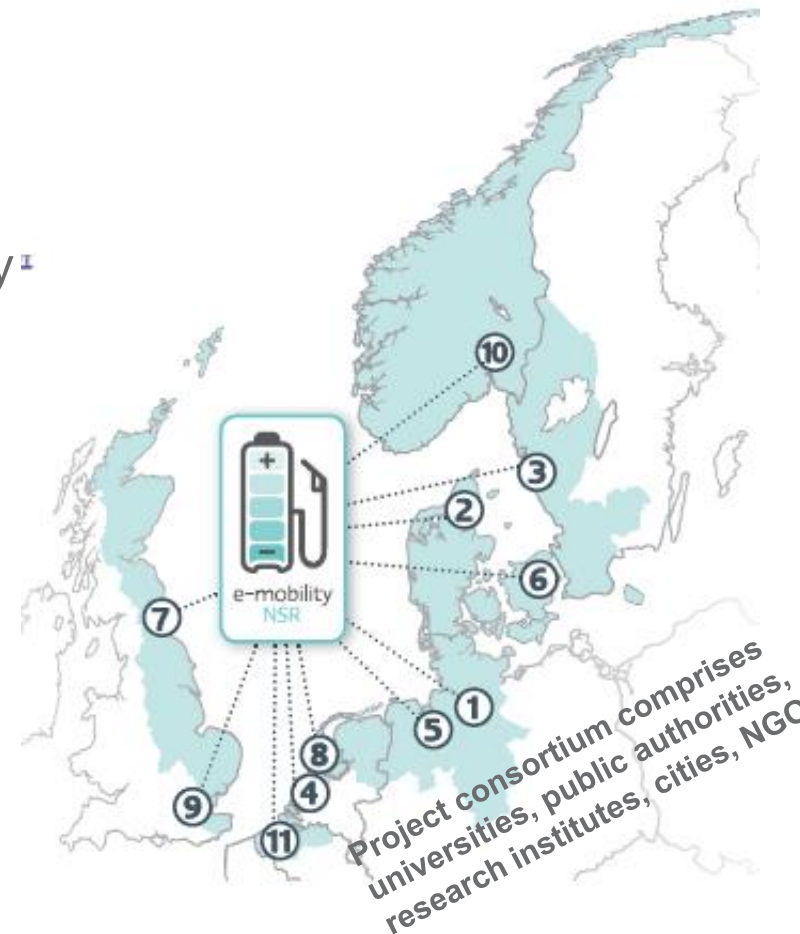 y
10
3
2
+
6
e-mobility
NSR
7
1
5
8
4
9
11
Project consortium comprises
universities, public authorities,
research institutes, cities, NGO